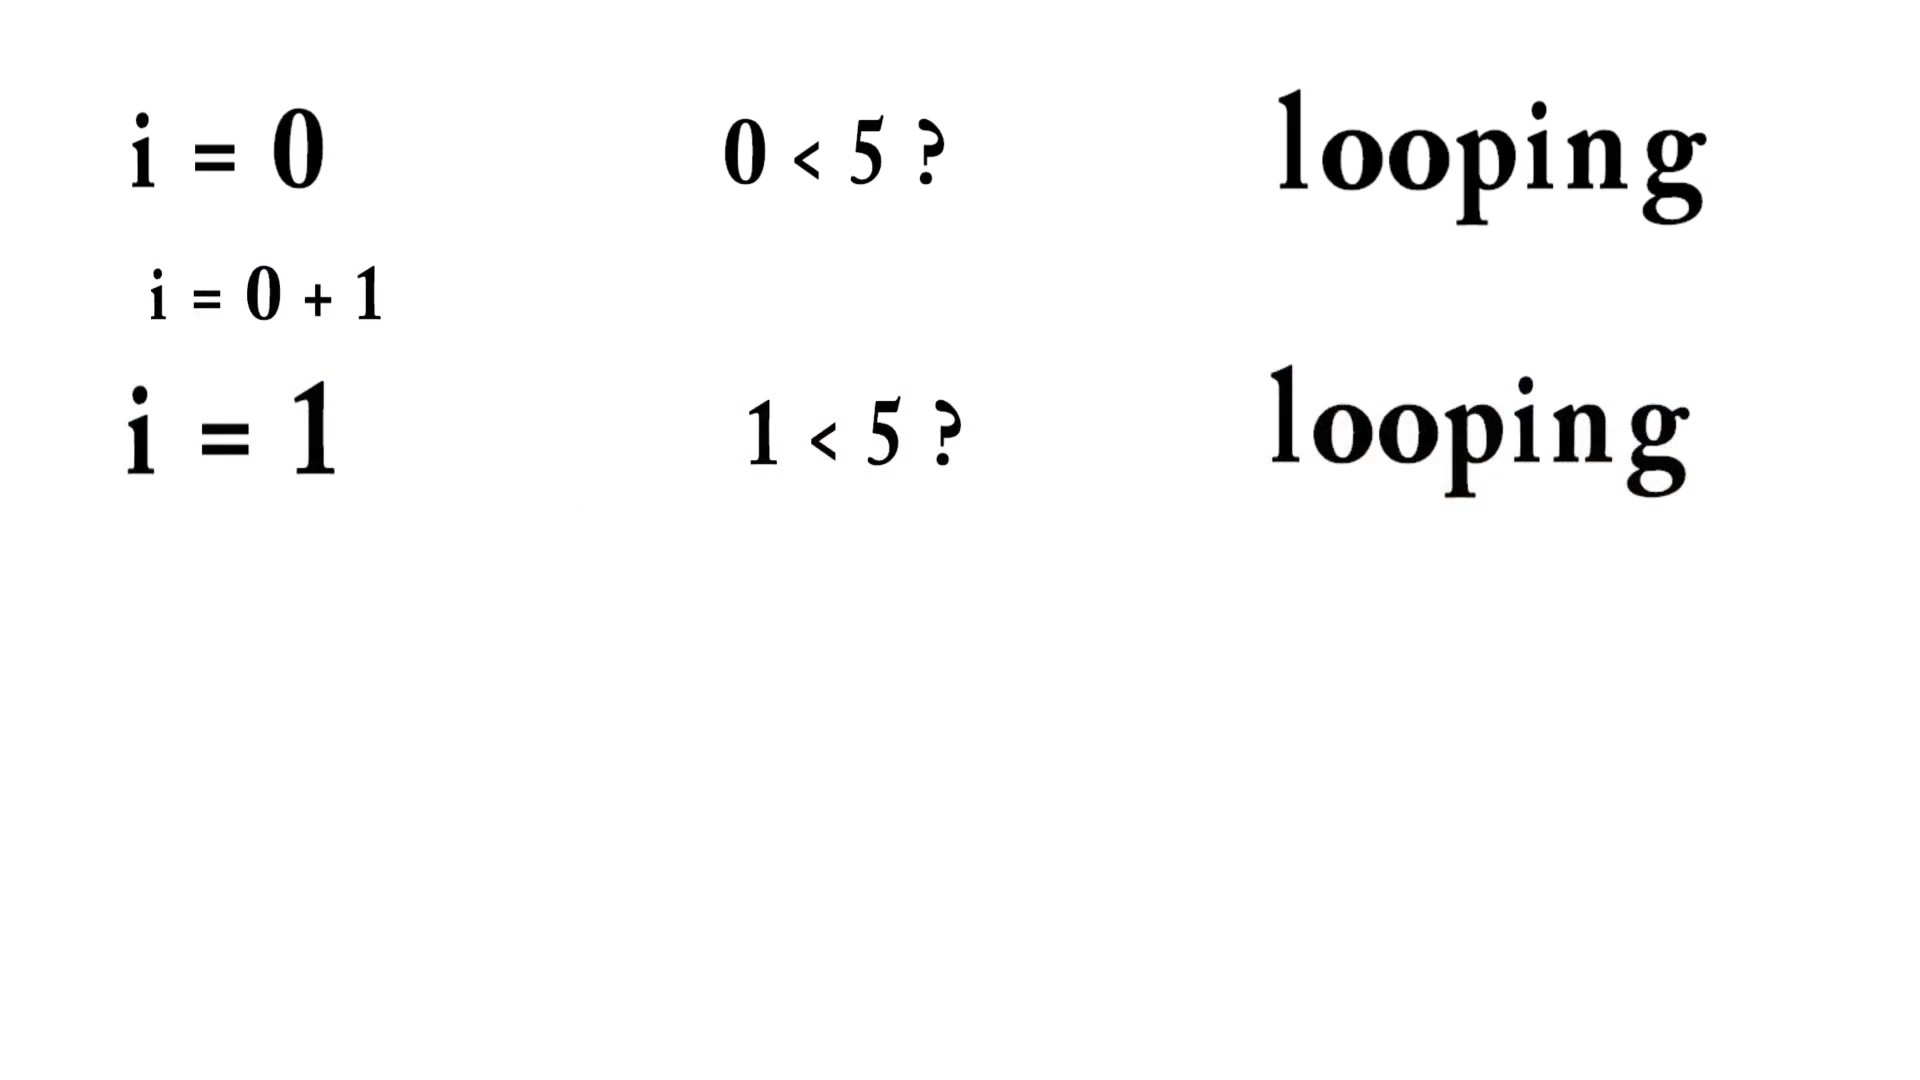 i = 0 0 < 5 ? looping
i = 0 + 1
i = 1 1 < 5 ? looping